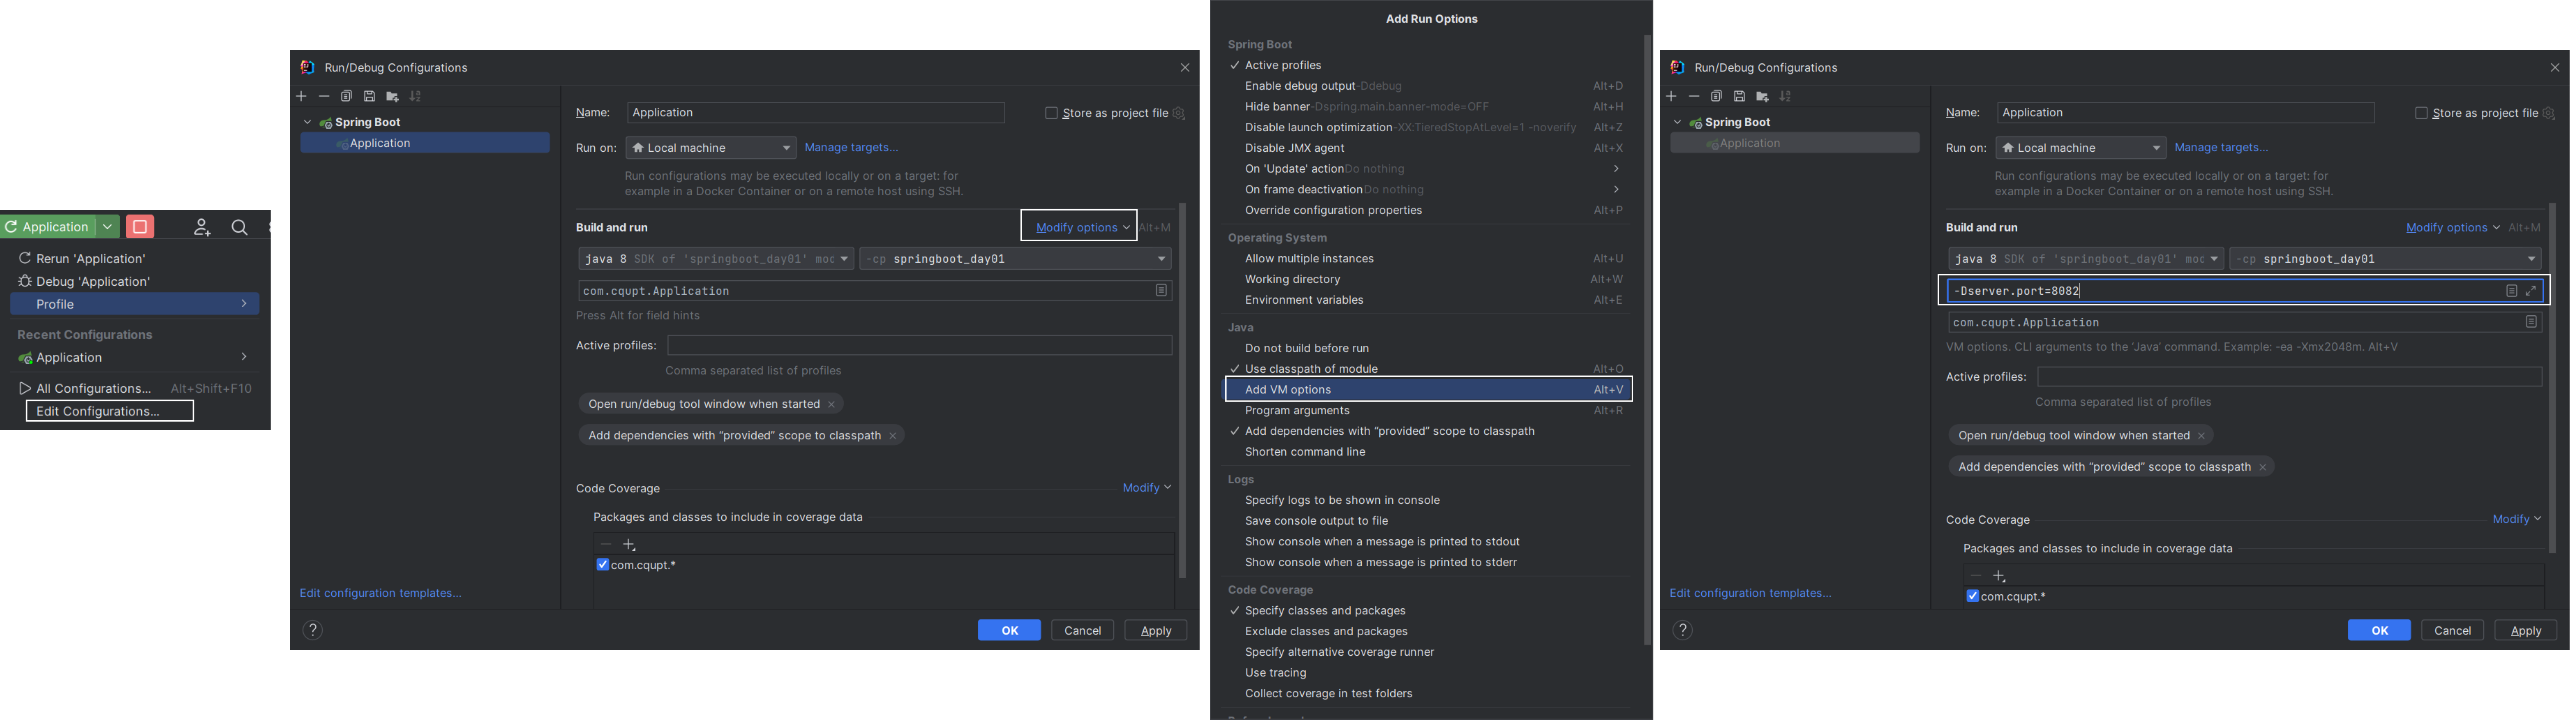 Application
Rerun 'Application'
Debug 'Application'
Profile
Recent Configurations
Application
All Configurations... Alt+Shift+F10
Edit Configurations...
Run/Debug Configurations
Spring Boot
Application
Edit configuration templates...
Name: Application Store as project file
Run on: Local machine Manage targets...
Run configurations may be executed locally or on a target: for
example in a Docker Container or on a remote host using SSH.
Build and run Modify options Alt+M
java 8 SDK of 'springboot_day01' moc -cp springboot_day01
com.cqupt.Application
Press Alt for field hints
Active profiles:
Comma separated list of profiles
Open run/debug tool window when started
Add dependencies with “provided” scope to classpath
Code Coverage Modify
Packages and classes to include in coverage data
com.cqupt.*
? OK Cancel Apply
Add Run Options
Spring Boot
Active profiles
Enable debug output -Ddebug Alt+D
Hide banner -Dspring.main.banner-mode=OFF Alt+H
Disable launch optimization -XX:TieredStopAtLevel=1 -noverify Alt+Z
Disable JMX agent Alt+X
On 'Update' action Do nothing
On frame deactivation Do nothing
Override configuration properties Alt+P
Operating System
Allow multiple instances Alt+U
Working directory Alt+W
Environment variables Alt+E
Java
Do not build before run
Use classpath of module Alt+O
Add VM options Alt+V
Program arguments Alt+R
Add dependencies with “provided” scope to classpath
Shorten command line
Logs
Specify logs to be shown in console
Save console output to file
Show console when a message is printed to stdout
Show console when a message is printed to stderr
Code Coverage
Specify classes and packages
Exclude classes and packages
Specify alternative coverage runner
Use tracing
Collect coverage in test folders
Run/Debug Configurations
Spring Boot
Application
Edit configuration templates...
Name: Application Store as project file
Run on: Local machine Manage targets...
Run configurations may be executed locally or on a target: for
example in a Docker Container or on a remote host using SSH.
Build and run Modify options Alt+M
java 8 SDK of 'springboot_day01' moc -cp springboot_day01
-Dserver.port=8082
com.cqupt.Application
VM options. CLI arguments to the ‘Java’ command. Example: -ea -Xmx2048m. Alt+V
Active profiles:
Comma separated list of profiles
Open run/debug tool window when started
Add dependencies with “provided” scope to classpath
Code Coverage Modify
Packages and classes to include in coverage data
com.cqupt.*
? OK Cancel Apply